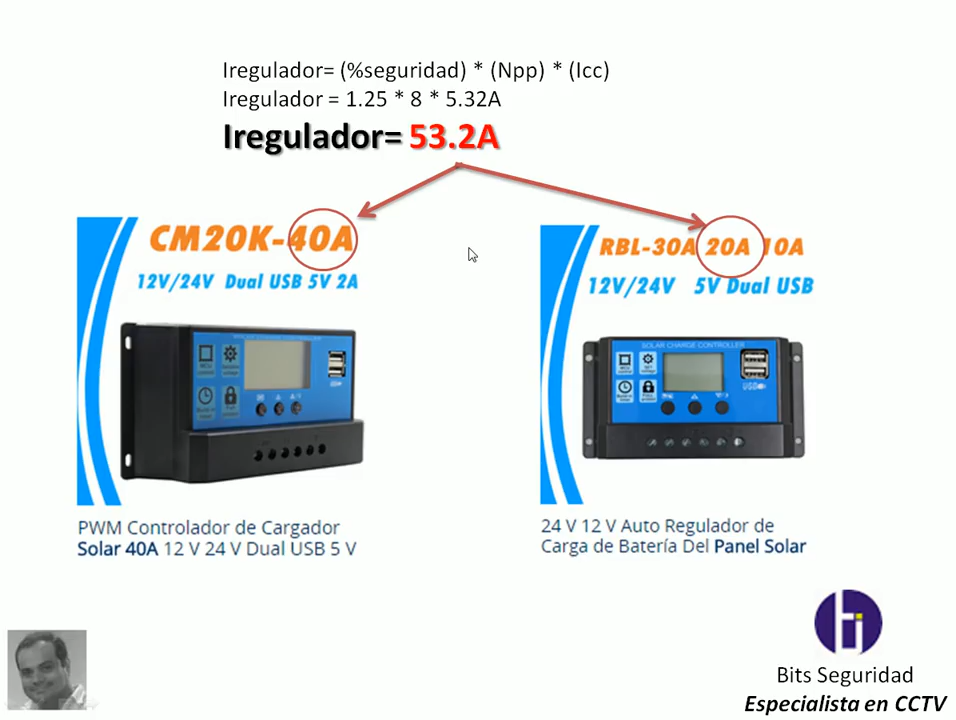 Iregulador= (%seguridad) * (Npp) * (Icc)
Iregulador = 1.25 * 8 * 5.32A
Iregulador= 53.2A
CM20K-40A
12V/24V Dual USB 5V 2A
PWM Controlador de Cargador
Solar 40A 12 V 24 V Dual USB 5 V
RBL-30A 20A 10A
12V/24V 5V Dual USB
SOLAR CHARGE CONTROLLER
USB
24 V 12 V Auto Regulador de
Carga de Batería Del Panel Solar
Bits Seguridad
Especialista en CCTV